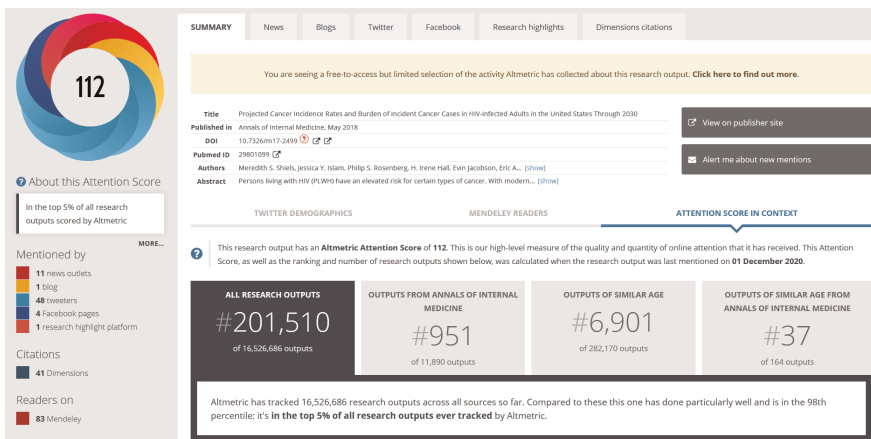 112
About this Attention Score
In the top 5% of all research
outputs scored by Altmetric
MORE...
Mentioned by
11 news outlets
1 blog
48 tweeters
4 Facebook pages
1 research highlight platform
Citations
41 Dimensions
Readers on
83 Mendeley
SUMMARY News Blogs Twitter Facebook Research highlights Dimensions citations
You are seeing a free-to-access but limited selection of the activity Altmetric has collected about this research output. Click here to find out more.
Title Projected Cancer Incidence Rates and Burden of Incident Cancer Cases in HIV-Infected Adults in the United States Through 2030
Published in Annals of Internal Medicine, May 2018
DOI 10.7326/m17-2499
Pubmed ID 29801099
Authors Meredith S. Shiels, Jessica Y. Islam, Philip S. Rosenberg, H. Irene Hall, Evin Jacobson, Eric A... [show]
Abstract Persons living with HIV (PLWH) have an elevated risk for certain types of cancer. With modern... [show]
View on publisher site
Alert me about new mentions
TWITTER DEMOGRAPHICS MENDELEY READERS ATTENTION SCORE IN CONTEXT
This research output has an Altmetric Attention Score of 112. This is our high-level measure of the quality and quantity of online attention that it has received. This Attention
Score, as well as the ranking and number of research outputs shown below, was calculated when the research output was last mentioned on 01 December 2020.
ALL RESEARCH OUTPUTS
#201,510
of 16,526,686 outputs
OUTPUTS FROM ANNALS OF INTERNAL
MEDICINE
#951
of 11,890 outputs
OUTPUTS OF SIMILAR AGE
#6,901
of 282,170 outputs
OUTPUTS OF SIMILAR AGE FROM
ANNALS OF INTERNAL MEDICINE
#37
of 164 outputs
Altmetric has tracked 16,526,686 research outputs across all sources so far. Compared to these this one has done particularly well and is in the 98th
percentile: it's in the top 5% of all research outputs ever tracked by Altmetric.